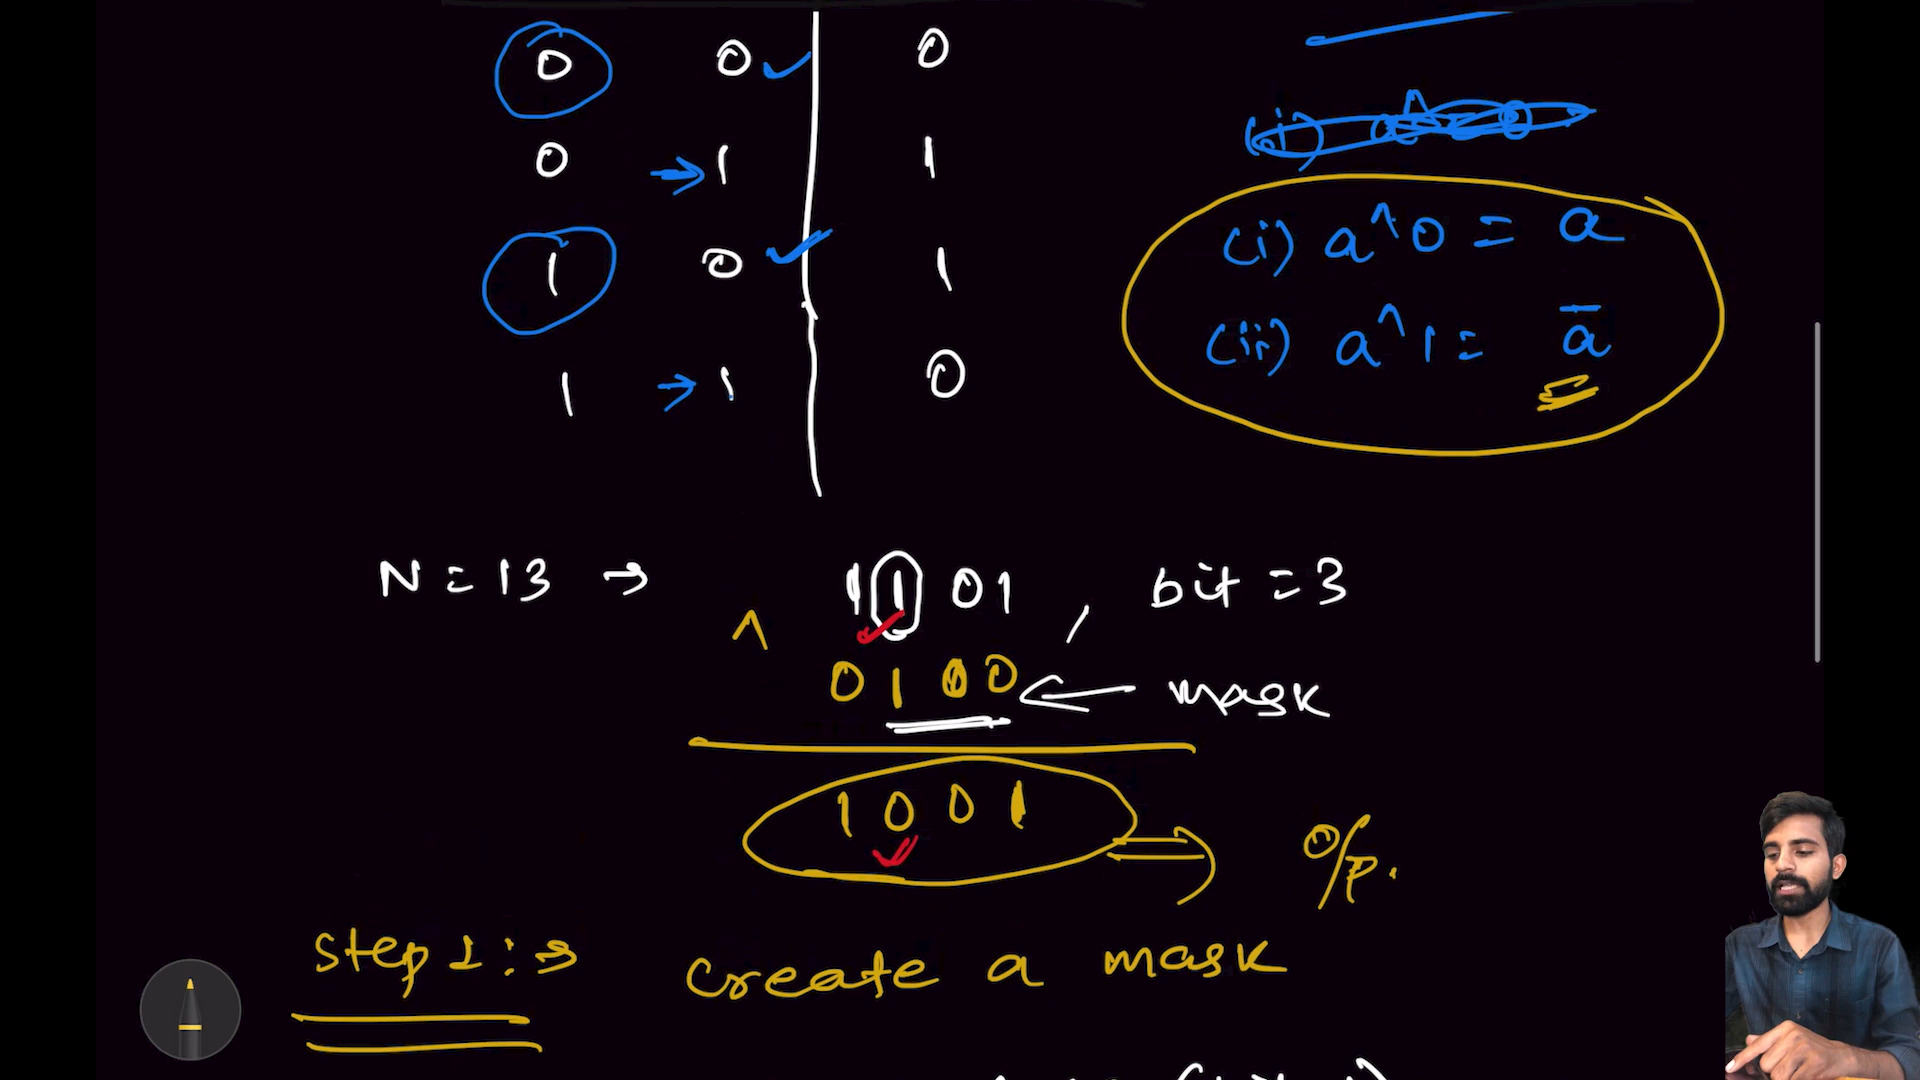 0 0 0
0 → 1 1
1 0 1
1 → 1 0
(i) a^0 = a
(ii) a^1 = ā
N = 13 → 1101, bit = 3
^ 0100 ← mask
1001 ⇒ O/P.
Step 1:→ create a mask